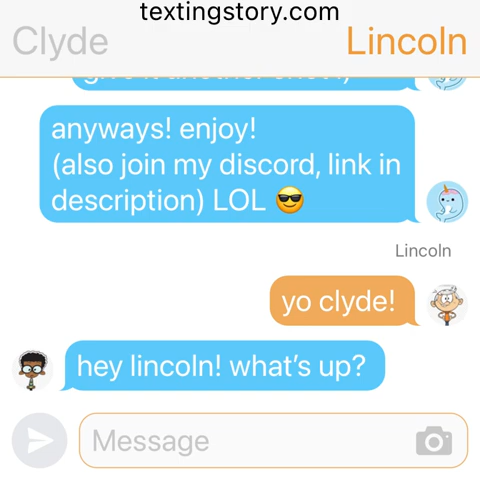 textingstory.com
Clyde
Lincoln
anyways! enjoy!
(also join my discord, link in
description) LOL 😎
Lincoln
yo clyde!
hey lincoln! what's up?
Message